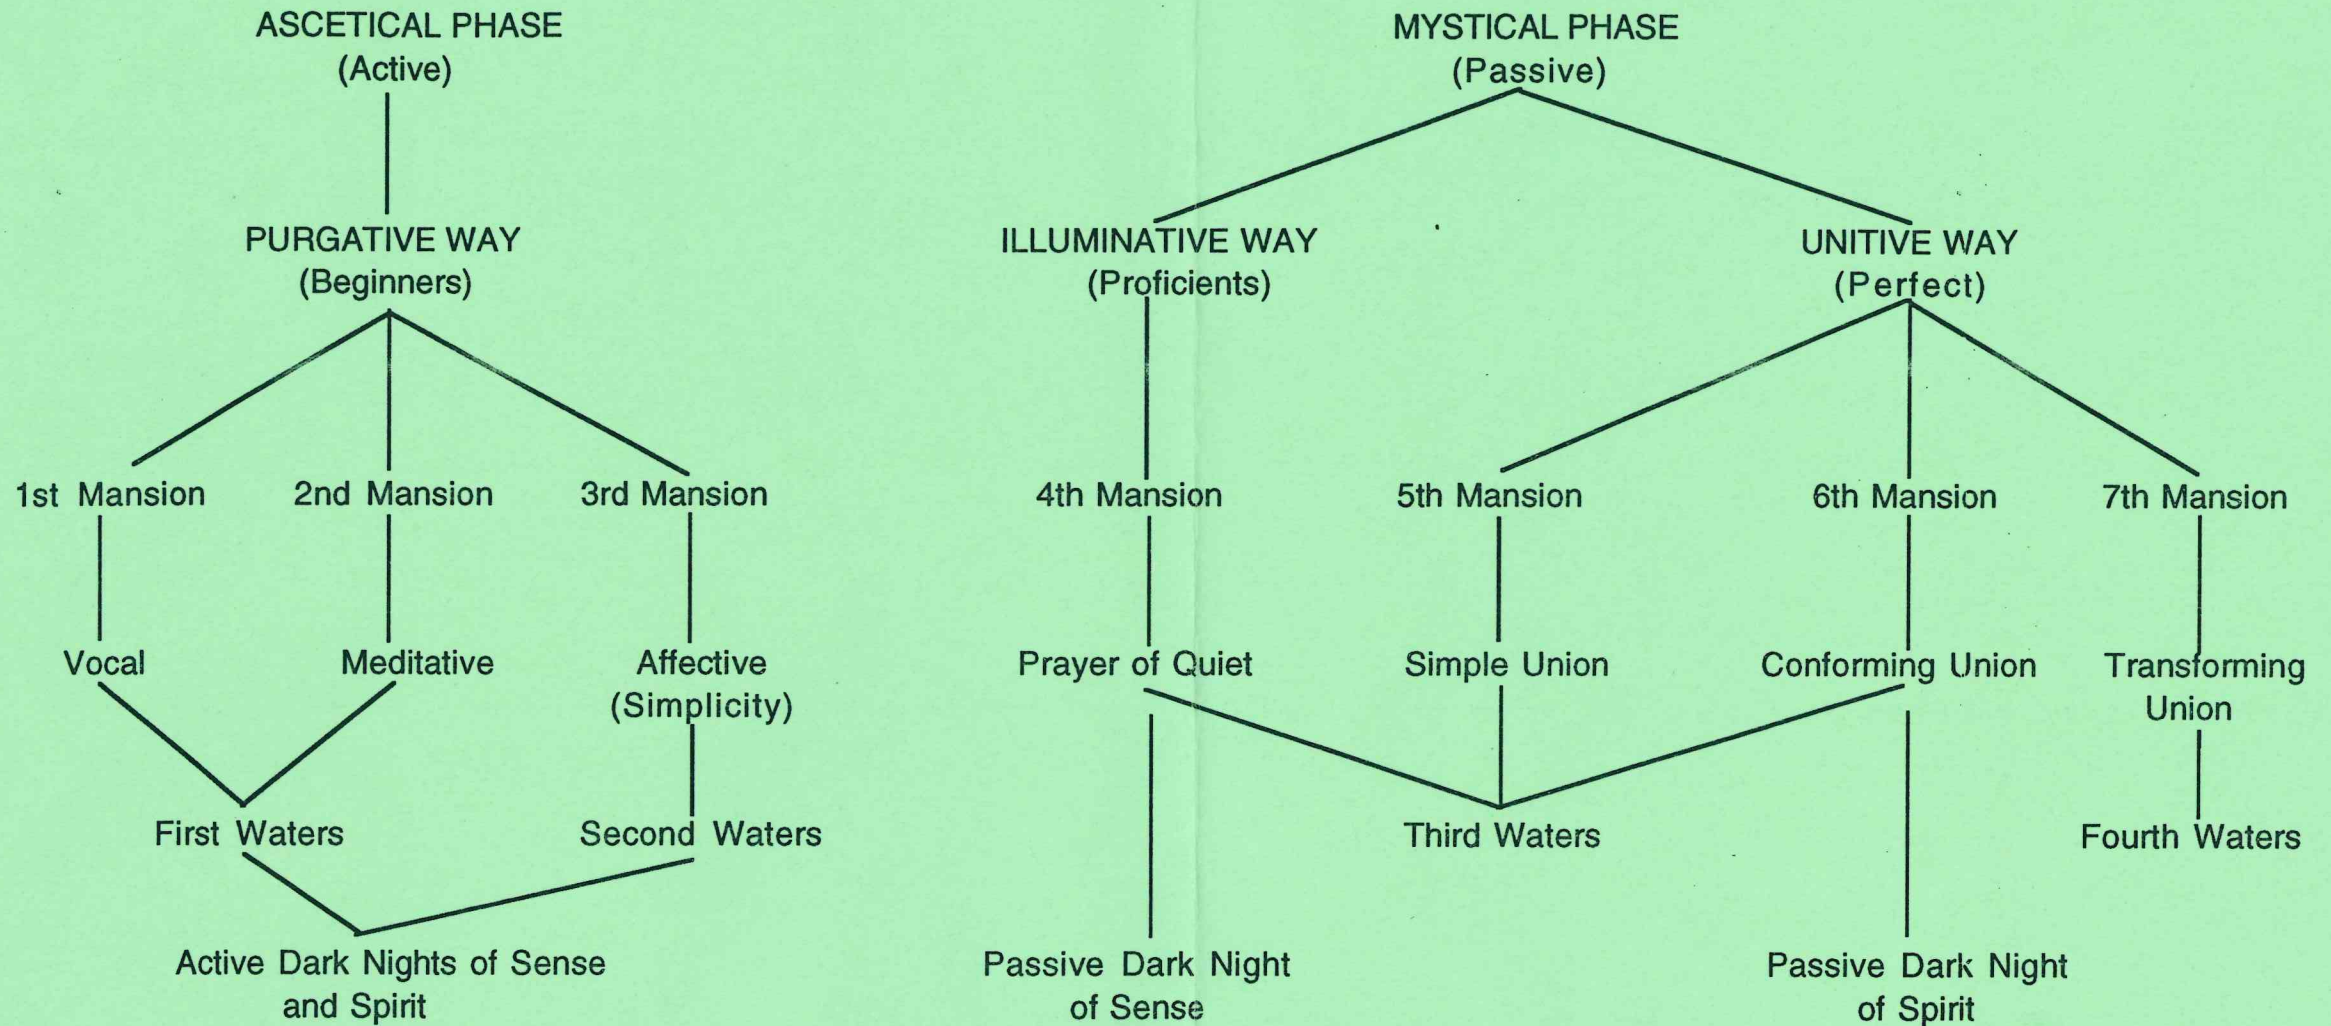 ASCETICAL PHASE
(Active)
MYSTICAL PHASE
(Passive)
PURGATIVE WAY
(Beginners)
ILLUMINATIVE WAY
(Proficients)
UNITIVE WAY
(Perfect)
1st Mansion
2nd Mansion
3rd Mansion
4th Mansion
5th Mansion
6th Mansion
7th Mansion
Vocal
Meditative
Affective
(Simplicity)
Prayer of Quiet
Simple Union
Conforming Union
Transforming
Union
First Waters
Second Waters
Third Waters
Fourth Waters
Active Dark Nights of Sense
and Spirit
Passive Dark Night
of Sense
Passive Dark Night
of Spirit